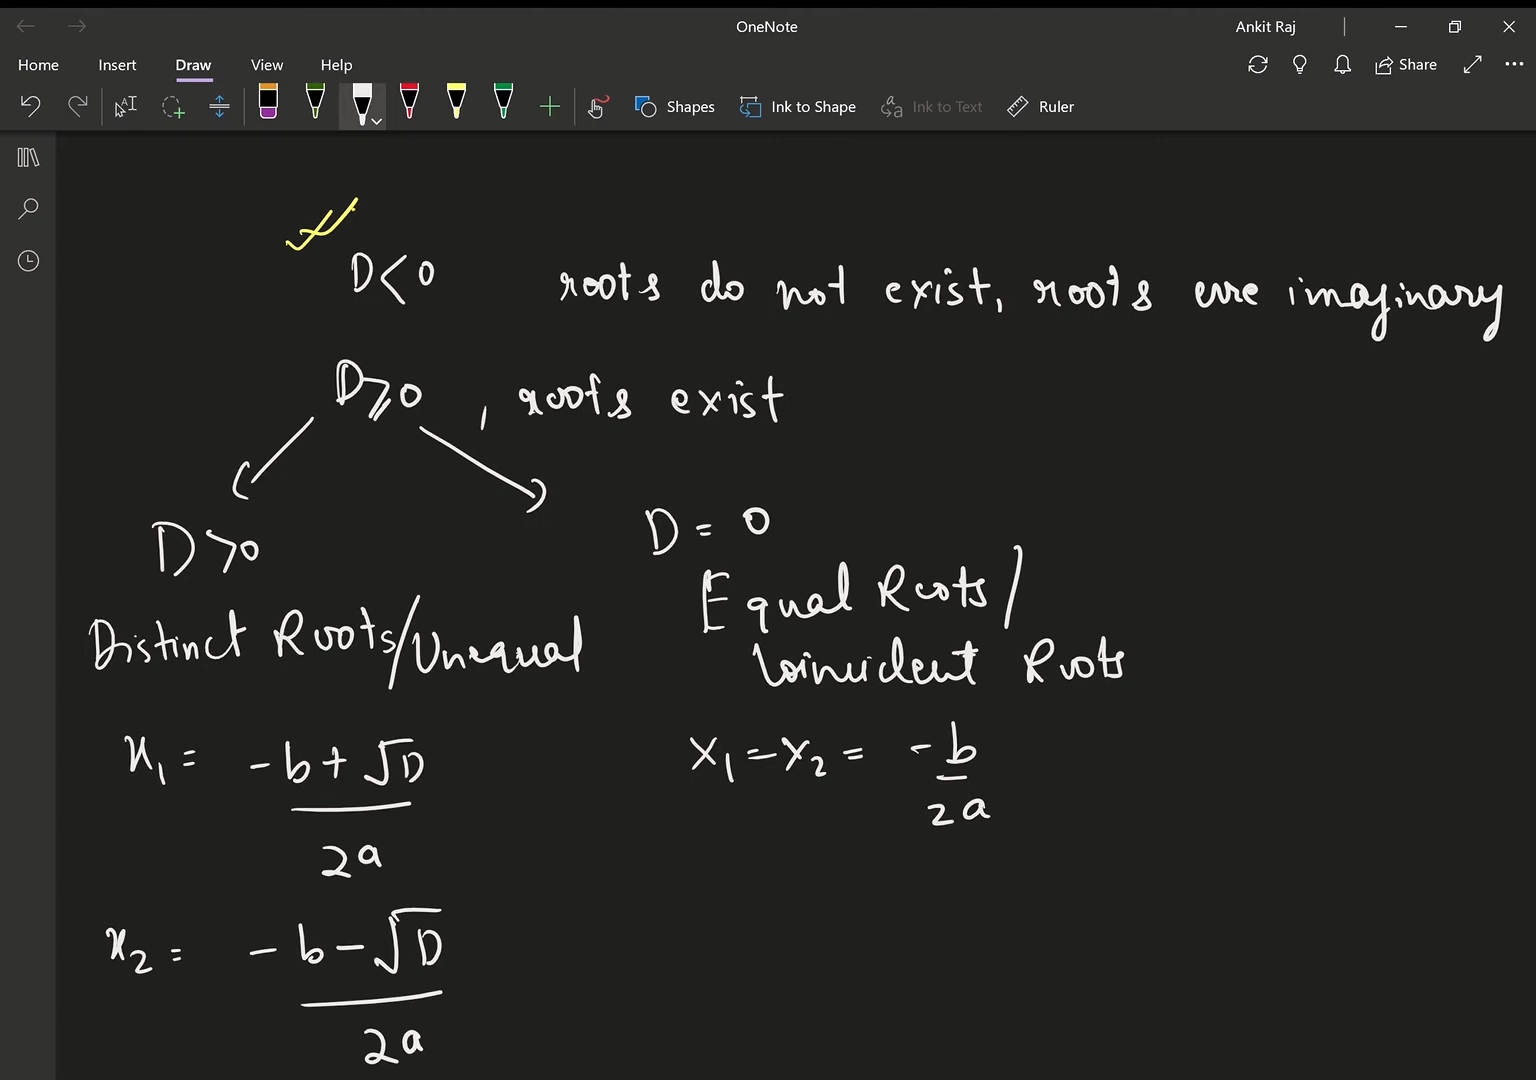 OneNote
Ankit Raj
Home Insert Draw View Help
Share
Shapes Ink to Shape Ink to Text Ruler
D<0 roots do not exist, roots are imaginary
D⩾0, roots exist
D>0
D = 0
Distinct Roots/Unequal
Equal Roots/
Coincident Roots
x₁ = -b+√D
2a
x₁=x₂= -b
2a
x₂ = -b-√D
2a